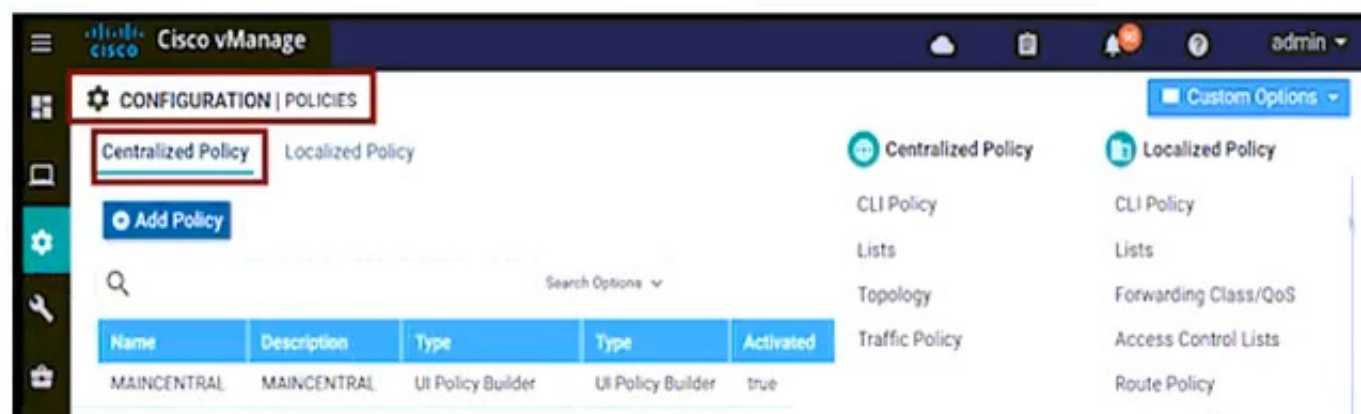 cisco Cisco vManage admin
CONFIGURATION | POLICIES Custom Options
Centralized Policy Localized Policy Centralized Policy Localized Policy
CLI Policy CLI Policy
Add Policy
Lists Lists
Search Options
Topology Forwarding Class/QoS
Name Description Type Type Activated
Traffic Policy Access Control Lists
MAINCENTRAL MAINCENTRAL UI Policy Builder UI Policy Builder true
Route Policy